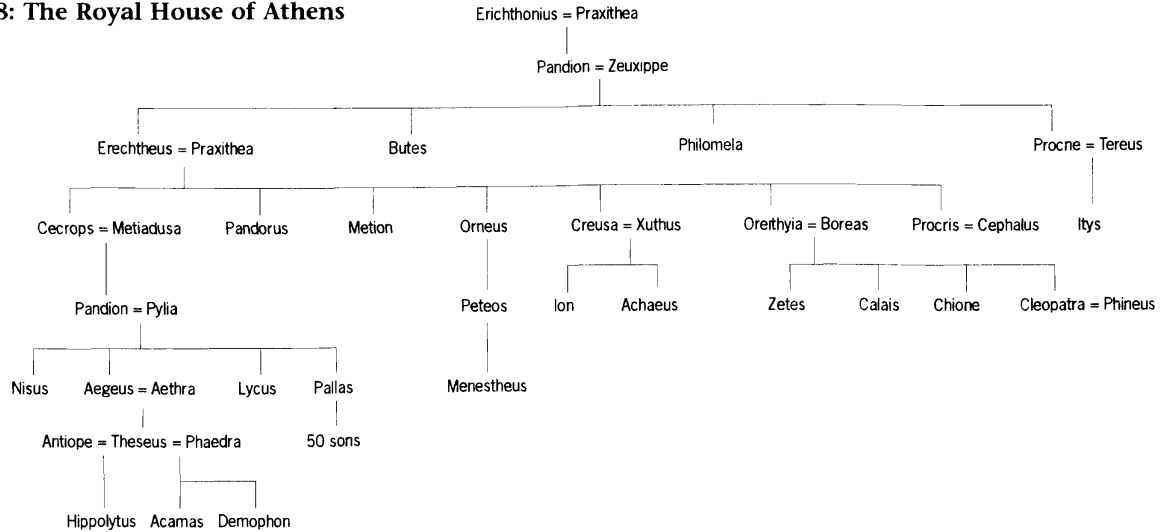 8: The Royal House of Athens
Erichthonius = Praxithea
Pandion = Zeuxippe
Erechtheus = Praxithea Butes Philomela Procne = Tereus
Cecrops = Metiadusa Pandorus Metion Orneus Creusa = Xuthus Oreithyia = Boreas Procris = Cephalus Itys
Pandion = Pylia Peteos Ion Achaeus Zetes Calais Chione Cleopatra = Phineus
Nisus Aegeus = Aethra Lycus Pallas Menestheus
Antiope = Theseus = Phaedra 50 sons
Hippolytus Acamas Demophon